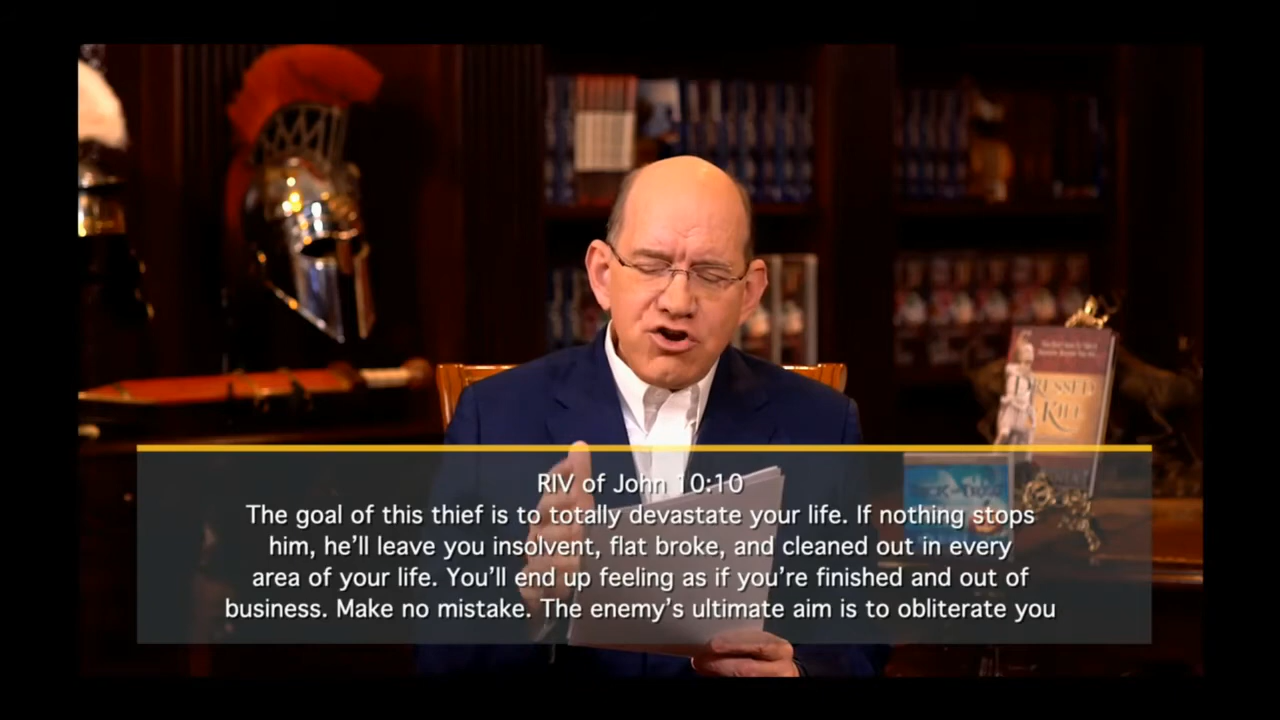 DRESSED
KILL
RIV of John 10:10
The goal of this thief is to totally devastate your life. If nothing stops
him, he'll leave you insolvent, flat broke, and cleaned out in every
area of your life. You'll end up feeling as if you're finished and out of
business. Make no mistake. The enemy's ultimate aim is to obliterate you